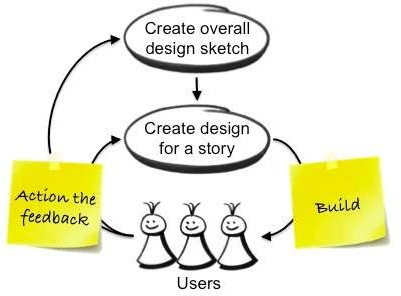 Create overall
design sketch
Create design
for a story
Action the
feedback
Build
Users